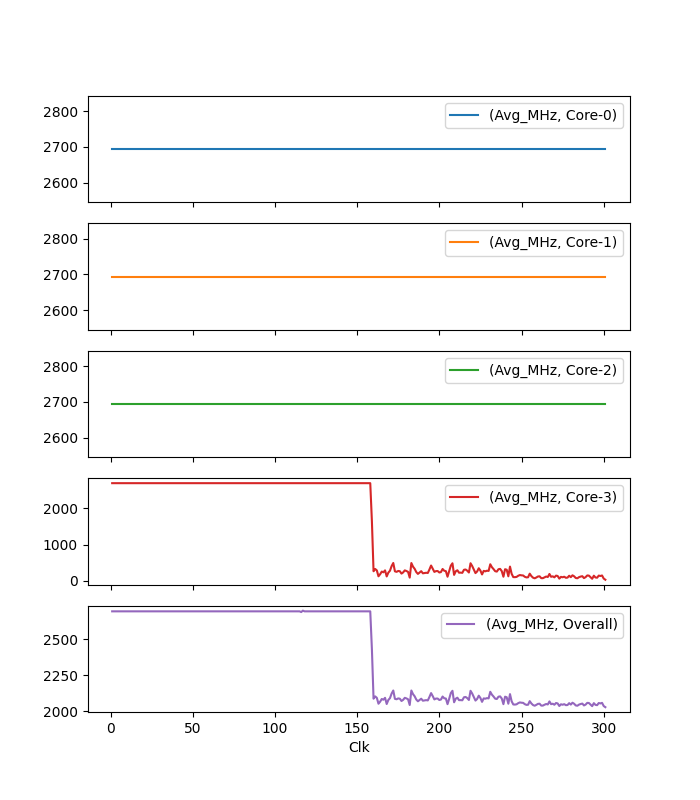 2800
2700
2600
(Avg_MHz, Core-0)
2800
2700
2600
(Avg_MHz, Core-1)
2800
2700
2600
(Avg_MHz, Core-2)
2000
1000
0
(Avg_MHz, Core-3)
2500
2250
2000
(Avg_MHz, Overall)
0 50 100 150 200 250 300
Clk